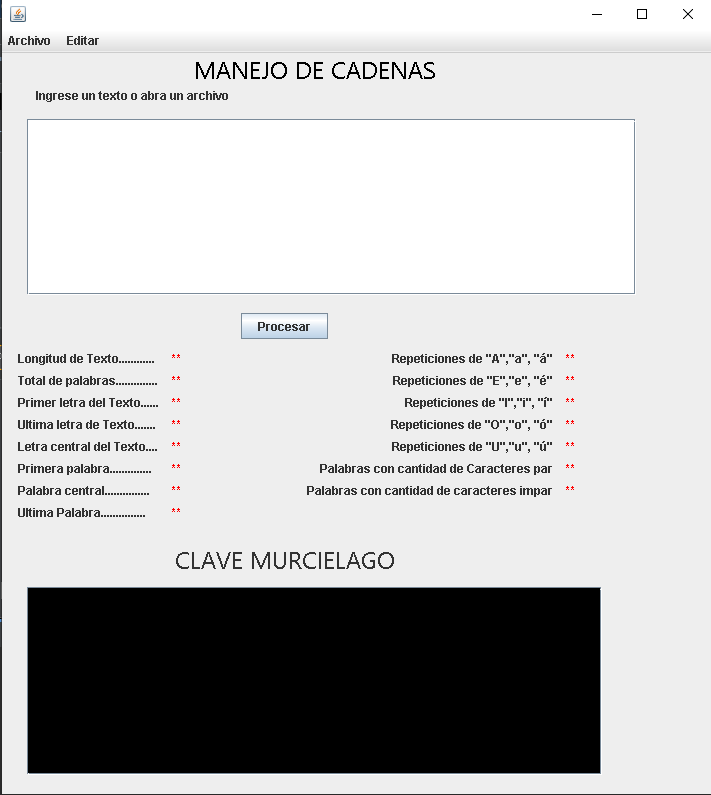 Archivo Editar
MANEJO DE CADENAS
Ingrese un texto o abra un archivo
Procesar
Longitud de Texto............ **
Total de palabras.............. **
Primer letra del Texto...... **
Ultima letra de Texto....... **
Letra central del Texto.... **
Primera palabra.............. **
Palabra central............... **
Ultima Palabra............... **
Repeticiones de "A","a", "á" **
Repeticiones de "E","e", "é" **
Repeticiones de "I","i", "í" **
Repeticiones de "O","o", "ó" **
Repeticiones de "U","u", "ú" **
Palabras con cantidad de Caracteres par **
Palabras con cantidad de caracteres impar **
CLAVE MURCIELAGO